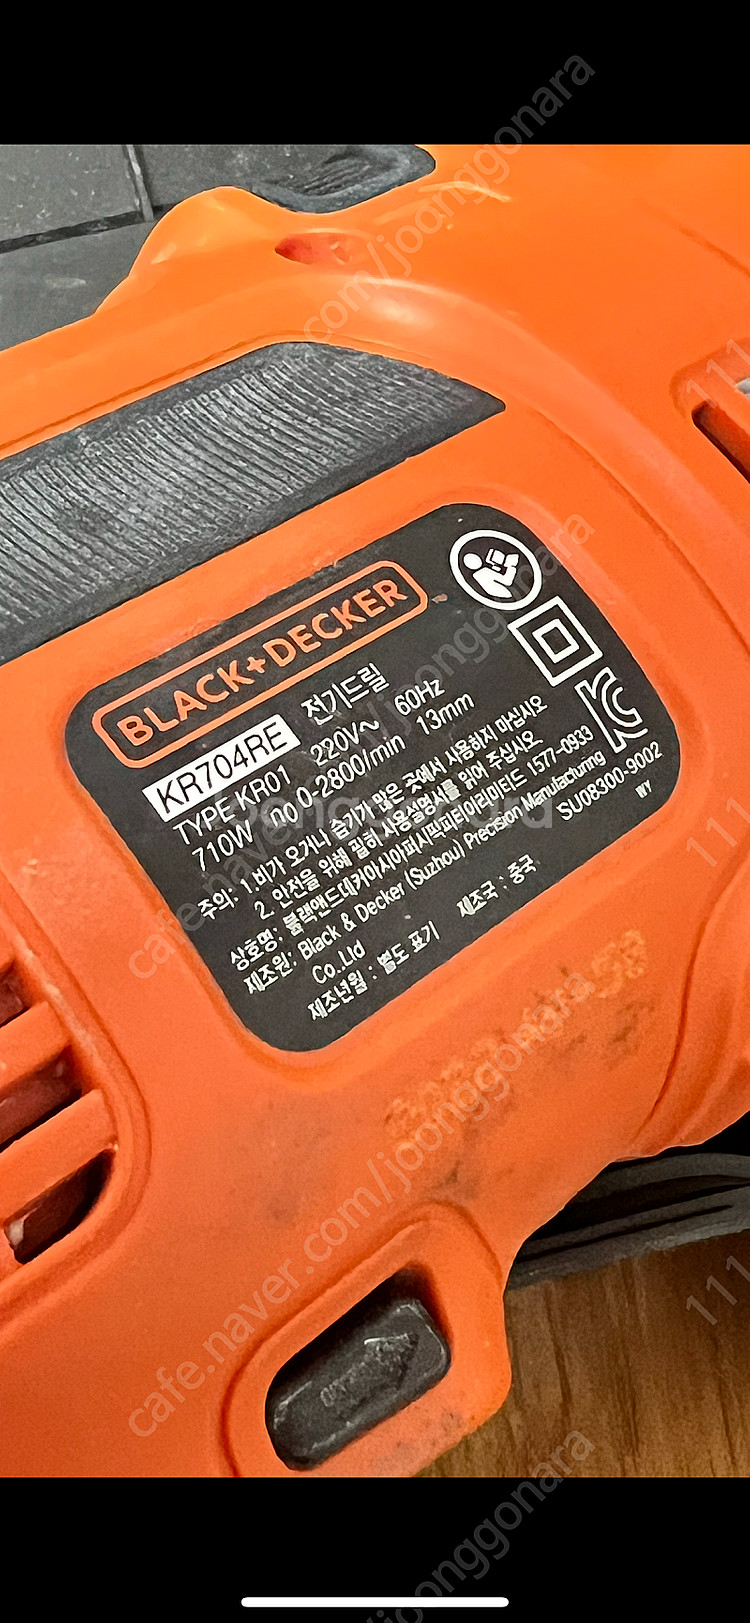 BLACK+DECKER
KR704RE 전기드릴
TYPE KR01 220V~ 60Hz
710W no 0-2800/min 13mm
주의: 1.비가 오거나 습기가 많은 곳에서 사용하지 마십시오
2. 안전을 위해 필히 사용설명서를 읽어 주십시오
상호명: 블랙앤드데커아시아퍼시픽피티이리미티드 1577-0933
제조원: Black & Decker (Suzhou) Precision Manufacturing
Co.,Ltd
SU08300-9002
제조년월 : 별도 표기 제조국 : 중국
WY
cafe.naver.com/joonggonara